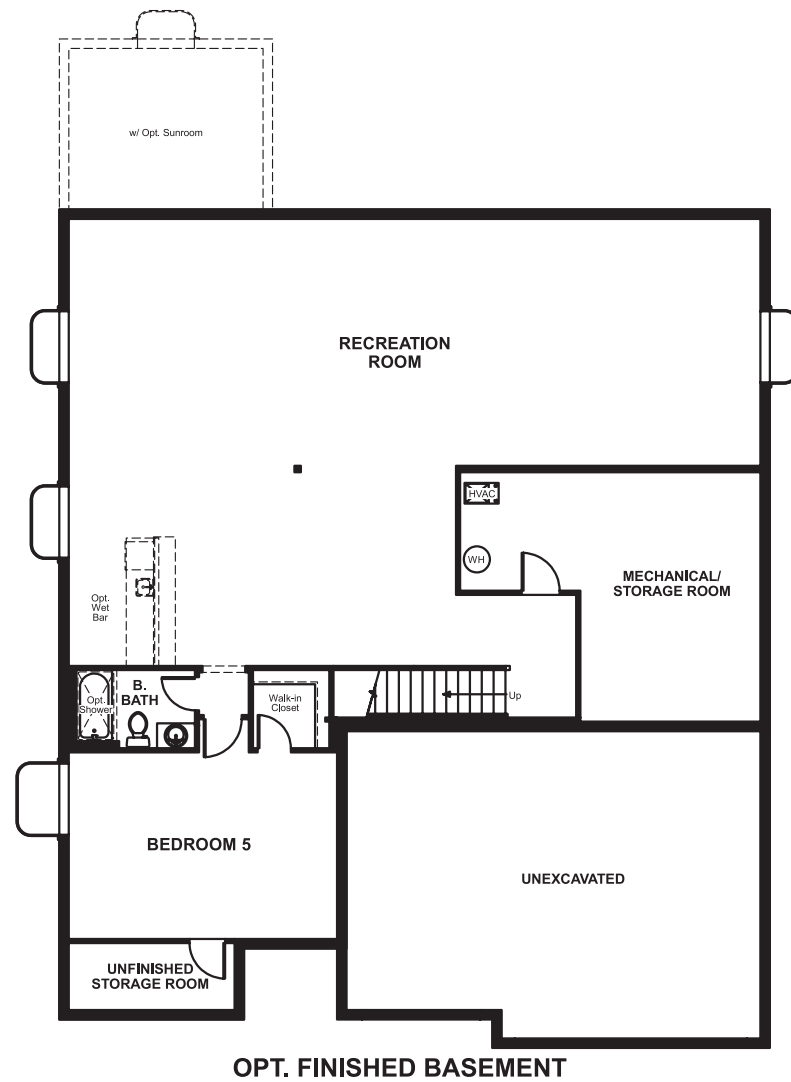 w/ Opt. Sunroom
RECREATION
ROOM
HVAC
WH
MECHANICAL/
STORAGE ROOM
Opt.
Wet
Bar
B.
BATH
Opt.
Shower
Walk-in
Closet
Up
BEDROOM 5
UNEXCAVATED
UNFINISHED
STORAGE ROOM
OPT. FINISHED BASEMENT